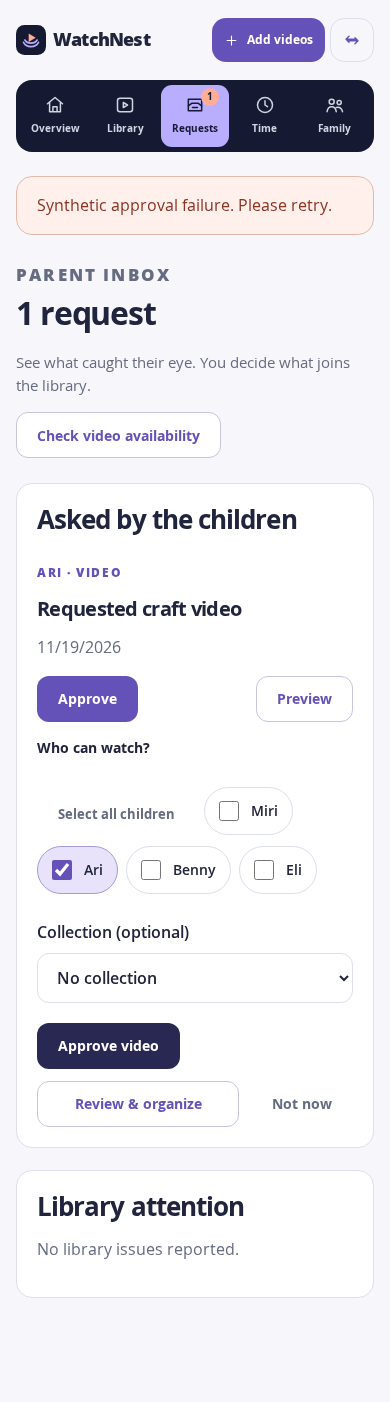 WatchNest
+ Add videos
Overview
Library
1
Requests
Time
Family
Synthetic approval failure. Please retry.
PARENT INBOX
1 request
See what caught their eye. You decide what joins
the library.
Check video availability
Asked by the children
ARI · VIDEO
Requested craft video
11/19/2026
Approve
Preview
Who can watch?
Select all children
Miri
Ari
Benny
Eli
Collection (optional)
No collection
Approve video
Review & organize
Not now
Library attention
No library issues reported.